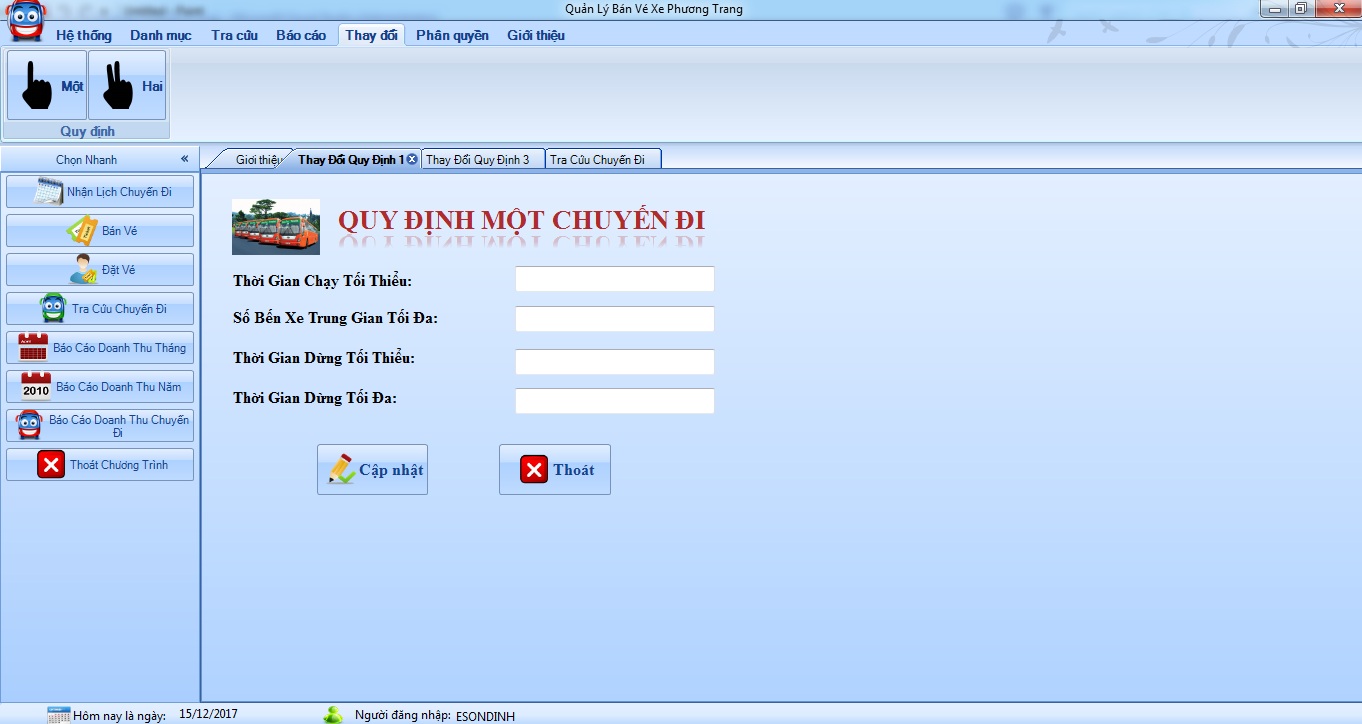 Quản Lý Bán Vé Xe Phương Trang
Hệ thống Danh mục Tra cứu Báo cáo Thay đổi Phân quyền Giới thiệu
Một Hai
Quy định
Chọn Nhanh «
Giới thiệu Thay Đổi Quy Định 1 Thay Đổi Quy Định 3 Tra Cứu Chuyến Đi
Nhận Lịch Chuyến Đi
Bán Vé
Đặt Vé
Tra Cứu Chuyến Đi
Báo Cáo Doanh Thu Tháng
2010 Báo Cáo Doanh Thu Năm
Báo Cáo Doanh Thu Chuyến
Đi
Thoát Chương Trình
QUY ĐỊNH MỘT CHUYẾN ĐI
Thời Gian Chạy Tối Thiểu:
Số Bến Xe Trung Gian Tối Đa:
Thời Gian Dừng Tối Thiểu:
Thời Gian Dừng Tối Đa:
Cập nhật Thoát
Hôm nay là ngày: 15/12/2017 Người đăng nhập: ESONDINH